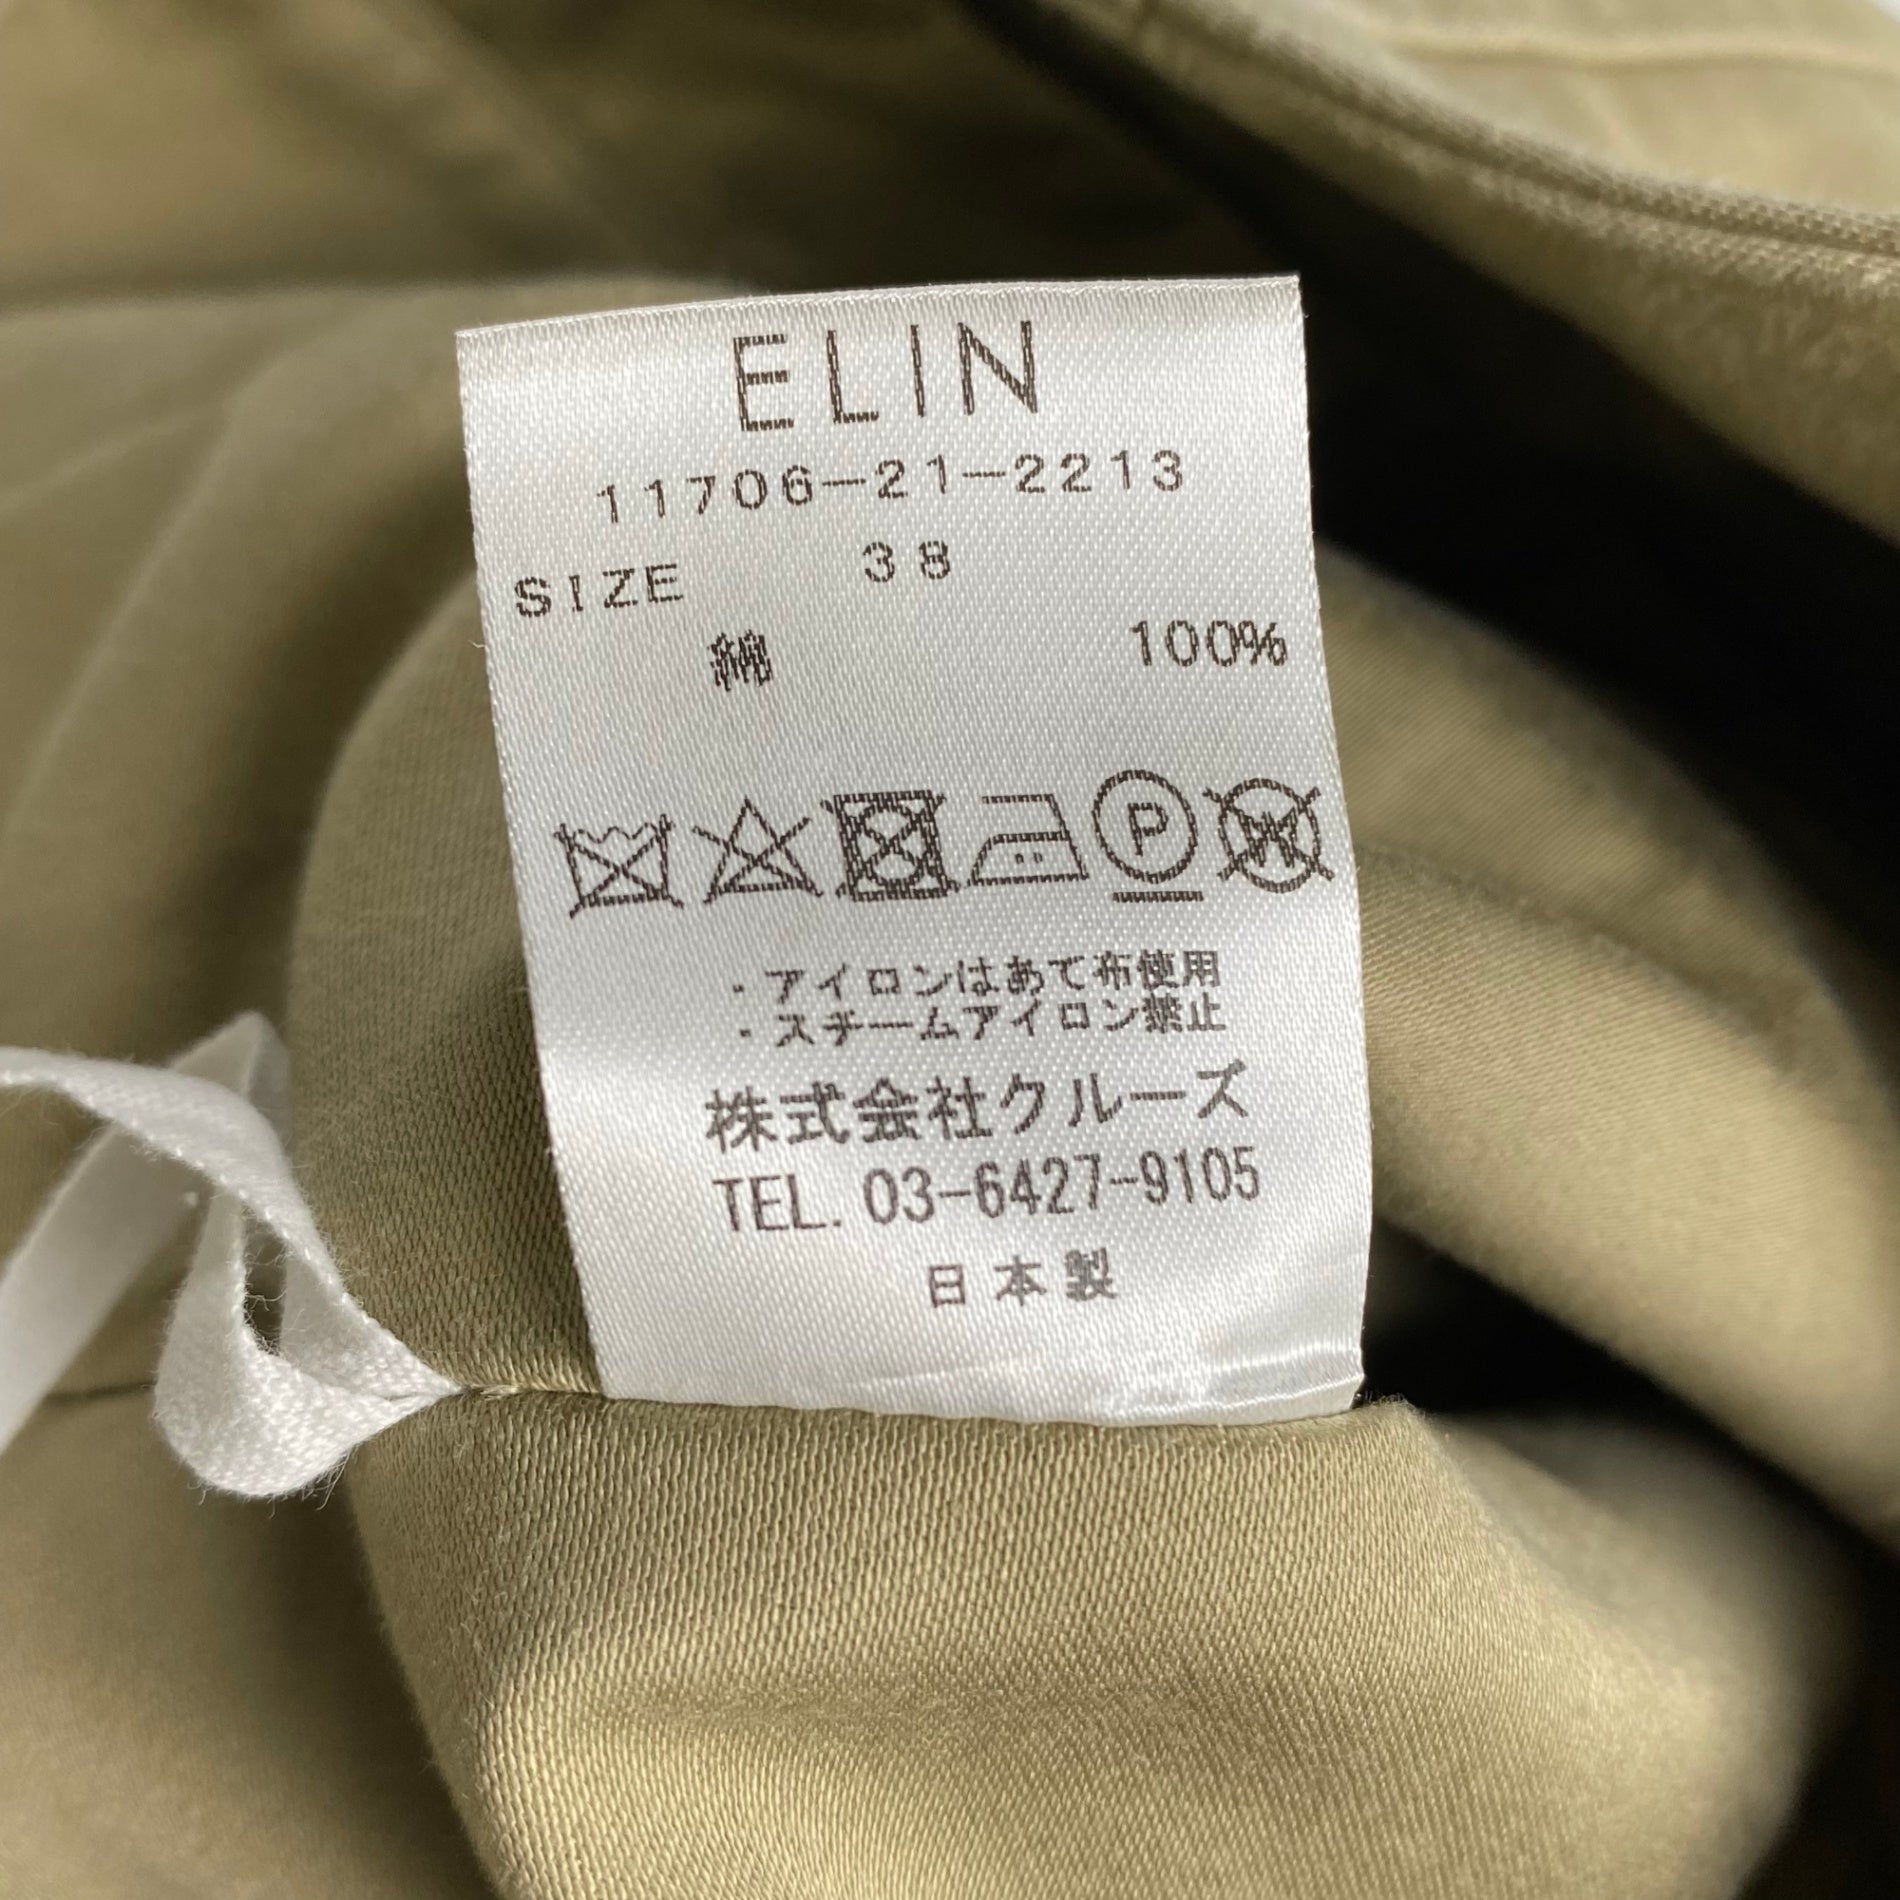 ELIN
11706-21-2213
SIZE 38
綿 100%
P
W
・アイロンはあて布使用
・スチームアイロン禁止
株式会社クルーズ
TEL. 03-6427-9105
日本製